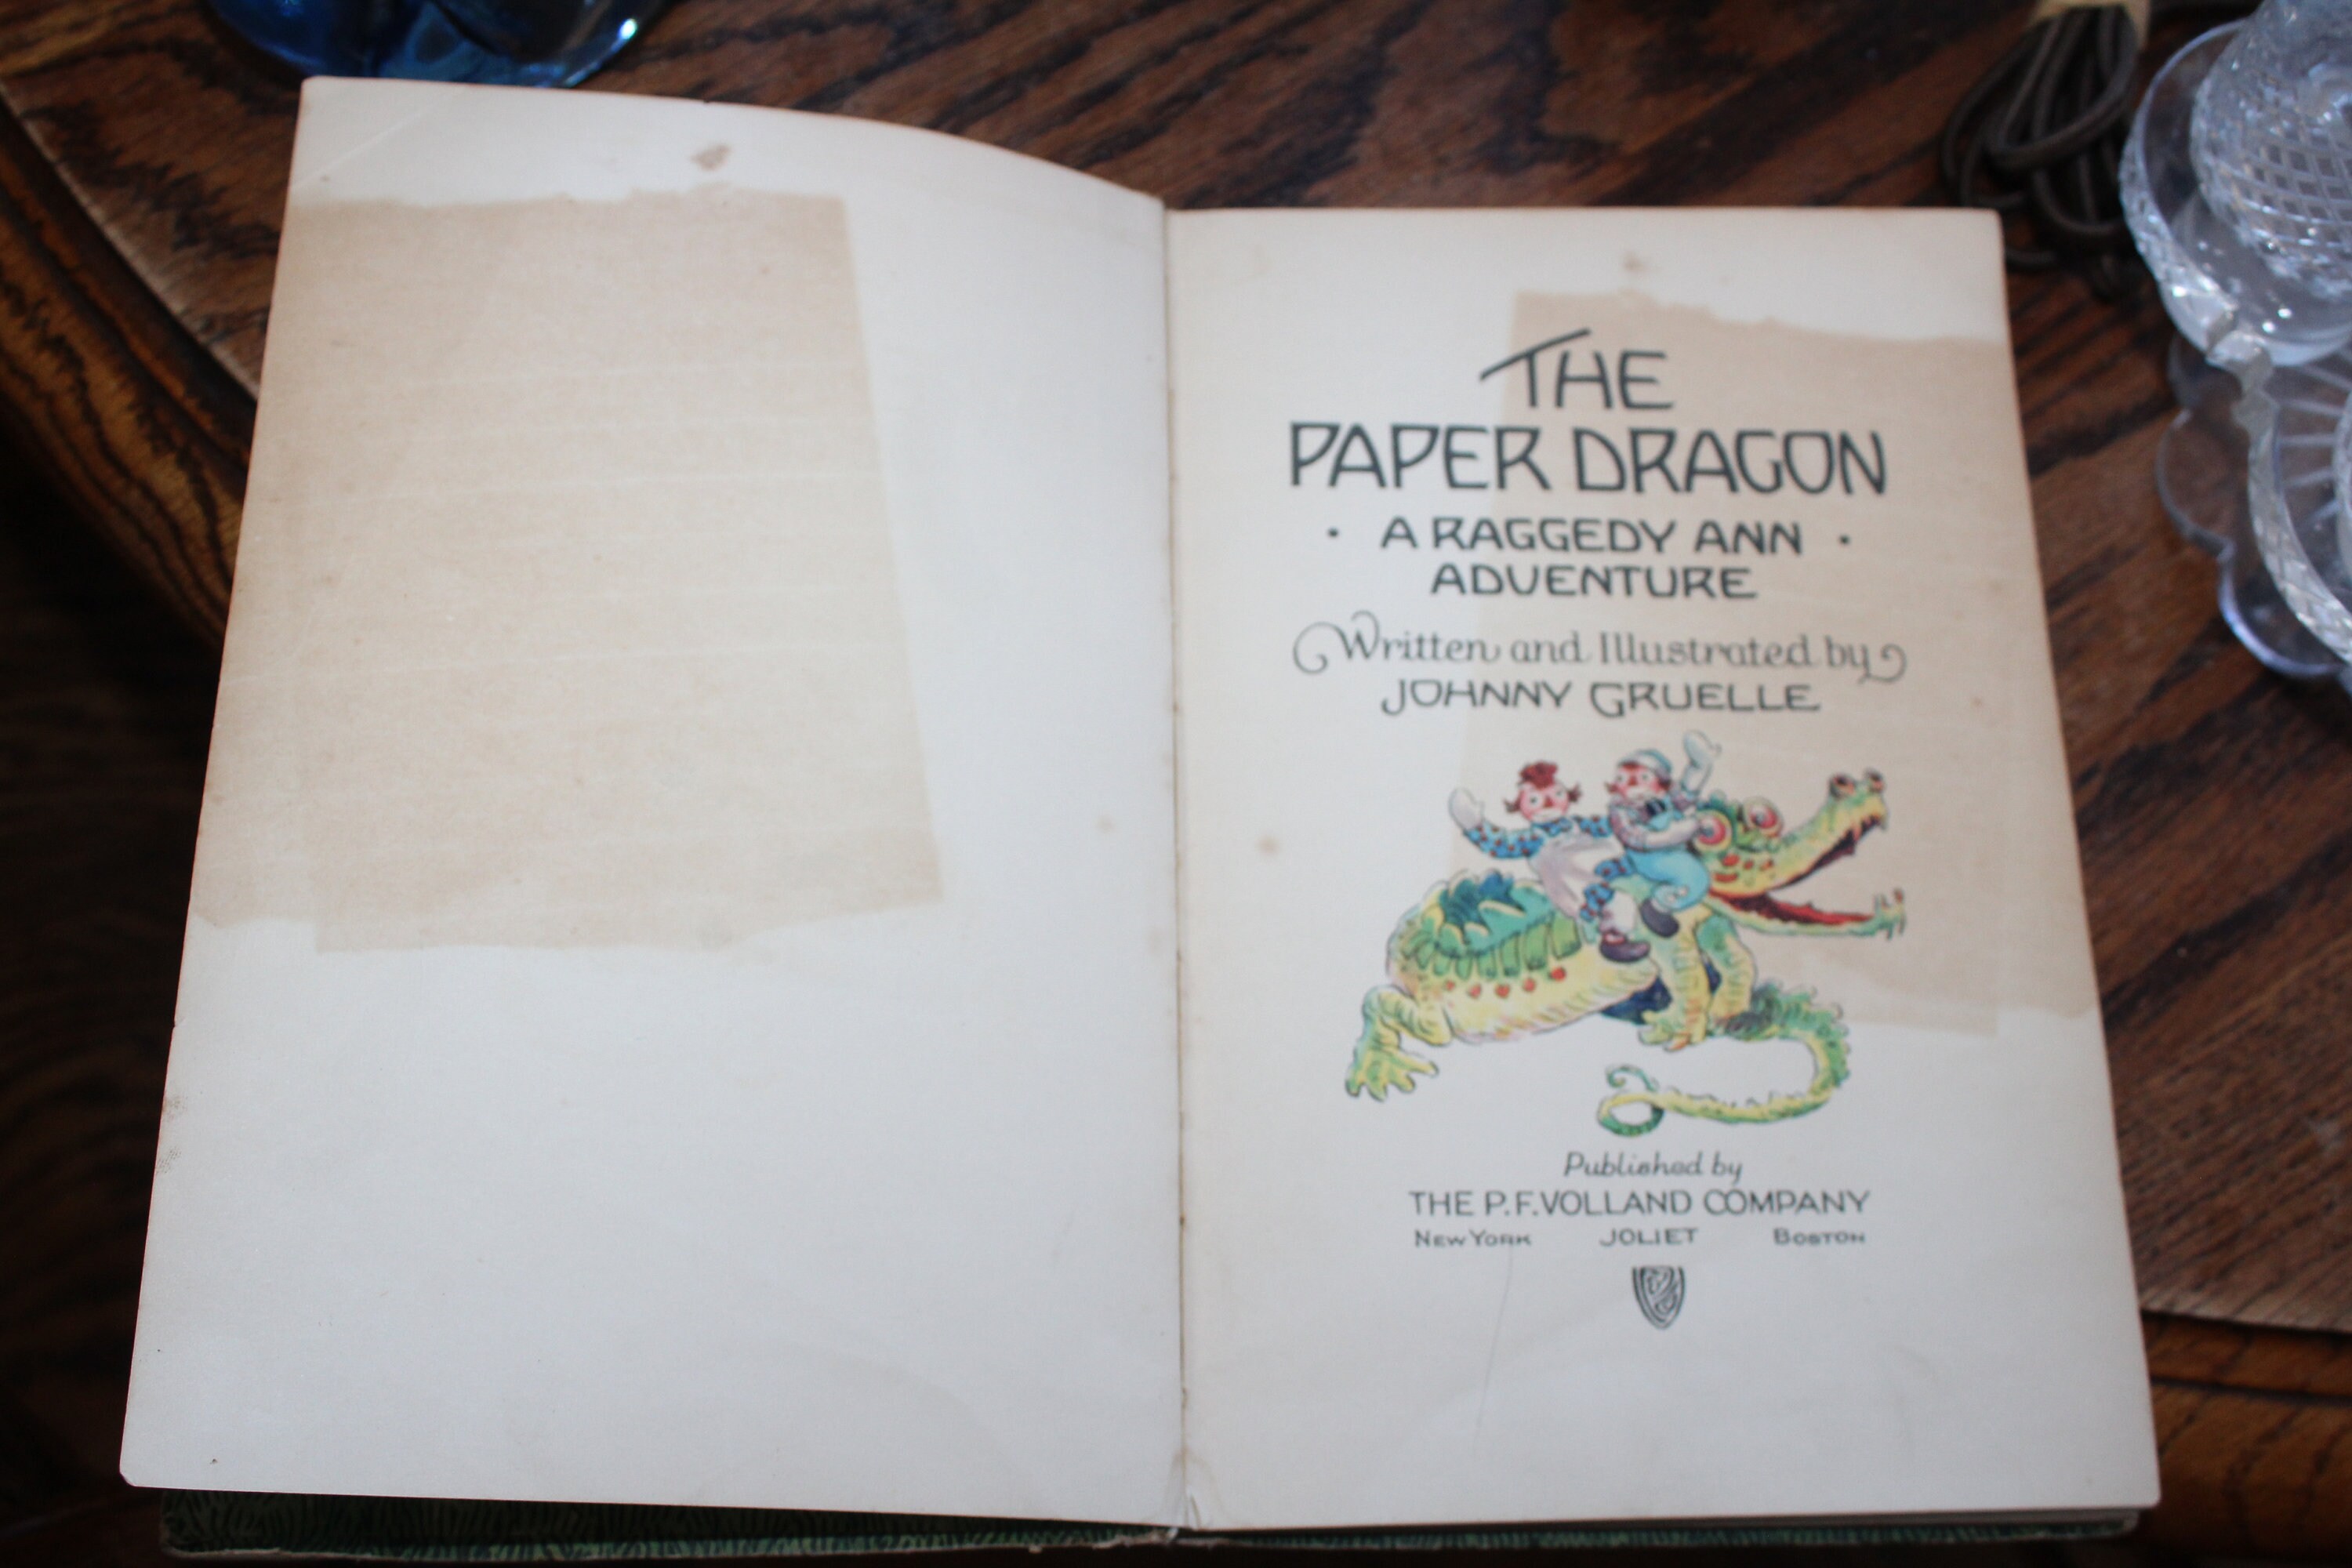 THE
PAPER DRAGON
· A RAGGEDY ANN ·
ADVENTURE
Written and Illustrated by
JOHNNY GRUELLE
Published by
THE P. F. VOLLAND COMPANY
NEW YORK JOLIET BOSTON